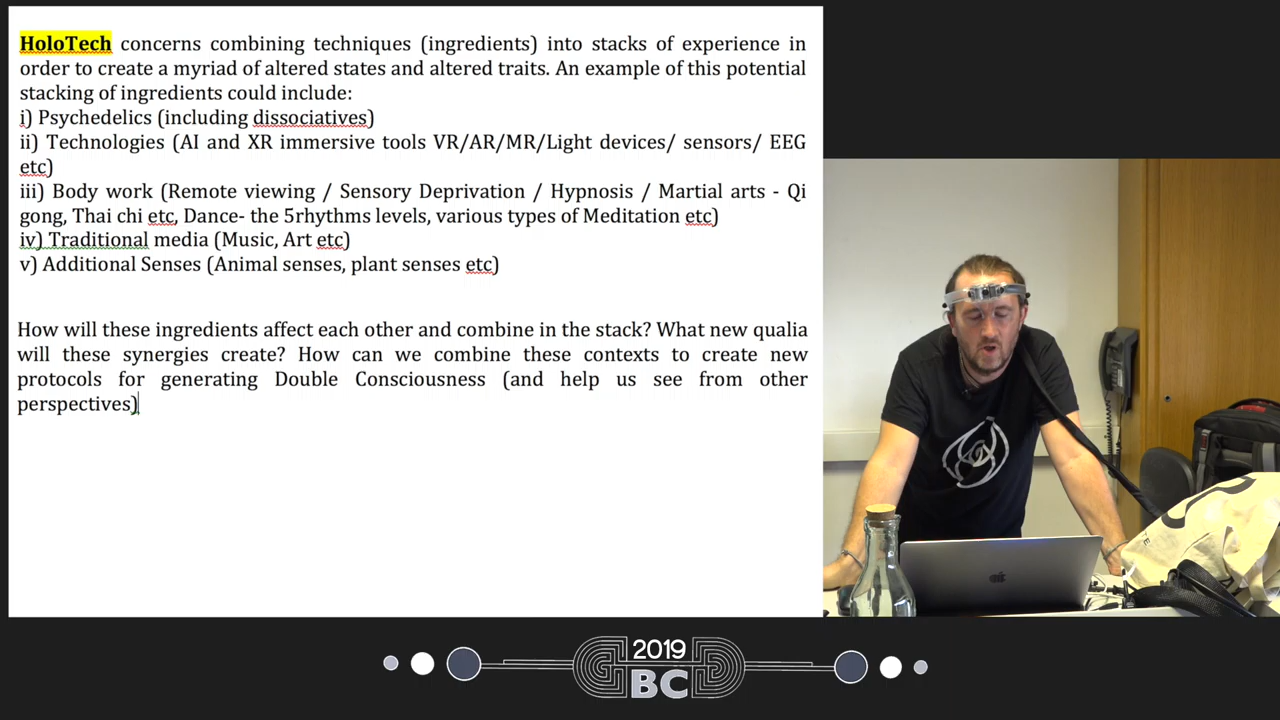 HoloTech concerns combining techniques (ingredients) into stacks of experience in
order to create a myriad of altered states and altered traits. An example of this potential
stacking of ingredients could include:
i) Psychedelics (including dissociatives)
ii) Technologies (AI and XR immersive tools VR/AR/MR/Light devices/ sensors/ EEG
etc)
iii) Body work (Remote viewing / Sensory Deprivation / Hypnosis / Martial arts - Qi
gong, Thai chi etc, Dance- the 5rhythms levels, various types of Meditation etc)
iv) Traditional media (Music, Art etc)
v) Additional Senses (Animal senses, plant senses etc)
How will these ingredients affect each other and combine in the stack? What new qualia
will these synergies create? How can we combine these contexts to create new
protocols for generating Double Consciousness (and help us see from other
perspectives)
2019
BC